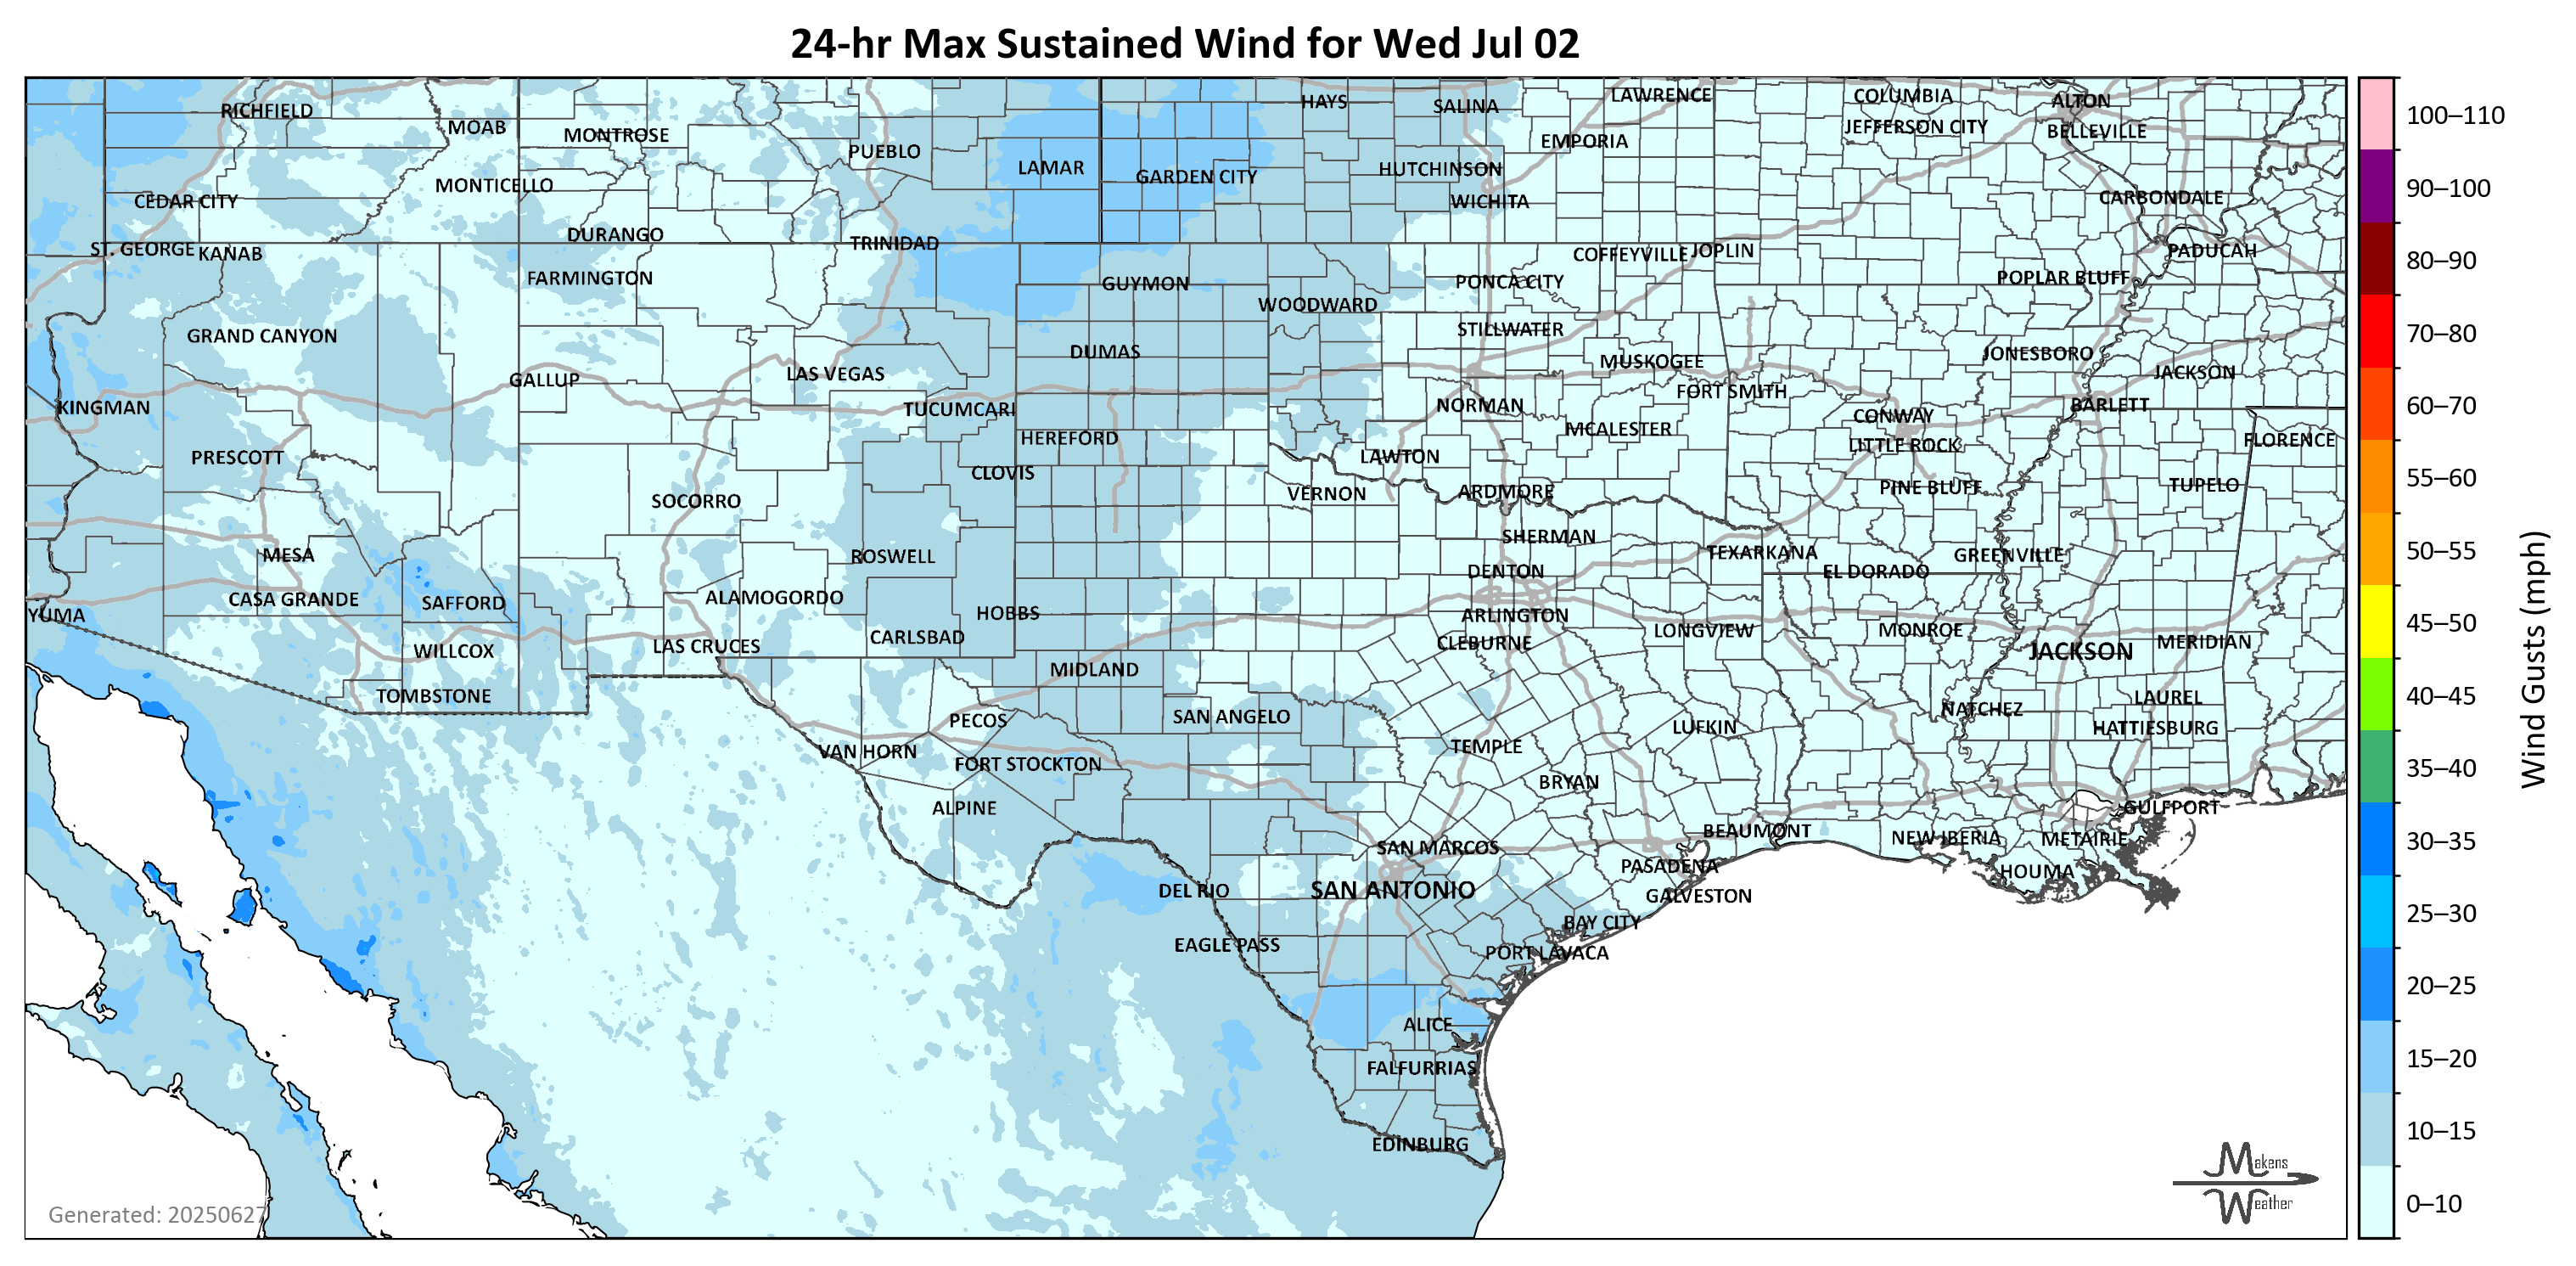 24-hr Max Sustained Wind for Wed Jul 02
RICHFIELD
MOAB
MONTROSE
PUEBLO
LAMAR
GARDEN CITY
HAYS
SALINA
LAWRENCE
EMPORIA
COLUMBIA
JEFFERSON CITY
ALTON
BELLEVILLE
HUTCHINSON
WICHITA
MONTICELLO
CEDAR CITY
CARBONDALE
ST. GEORGE
KANAB
DURANGO
TRINIDAD
FARMINGTON
GUYMON
WOODWARD
PONCA CITY
COFFEYVILLE
JOPLIN
PADUCAH
POPLAR BLUFF
GRAND CANYON
DUMAS
STILLWATER
MUSKOGEE
JONESBORO
GALLUP
LAS VEGAS
FORT SMITH
JACKSON
KINGMAN
TUCUMCARI
NORMAN
CONWAY
BARLETT
HEREFORD
MCALESTER
LITTLE ROCK
FLORENCE
PRESCOTT
CLOVIS
LAWTON
SOCORRO
VERNON
ARDMORE
PINE BLUFF
TUPELO
MESA
ROSWELL
SHERMAN
TEXARKANA
GREENVILLE
DENTON
EL DORADO
CASA GRANDE
SAFFORD
ALAMOGORDO
HOBBS
ARLINGTON
YUMA
WILLCOX
LAS CRUCES
CARLSBAD
CLEBURNE
LONGVIEW
MONROE
JACKSON
MERIDIAN
MIDLAND
TOMBSTONE
PECOS
SAN ANGELO
LAUREL
NATCHEZ
HATTIESBURG
VAN HORN
FORT STOCKTON
TEMPLE
LUFKIN
BRYAN
ALPINE
GULFPORT
SAN MARCOS
BEAUMONT
NEW IBERIA
METAIRIE
PASADENA
HOUMA
DEL RIO
SAN ANTONIO
GALVESTON
BAY CITY
EAGLE PASS
PORT LAVACA
ALICE
FALFURRIAS
EDINBURG
Generated: 20250627
Makens
Weather
100–110
90–100
80–90
70–80
60–70
55–60
50–55
45–50
40–45
35–40
30–35
25–30
20–25
15–20
10–15
0–10
Wind Gusts (mph)